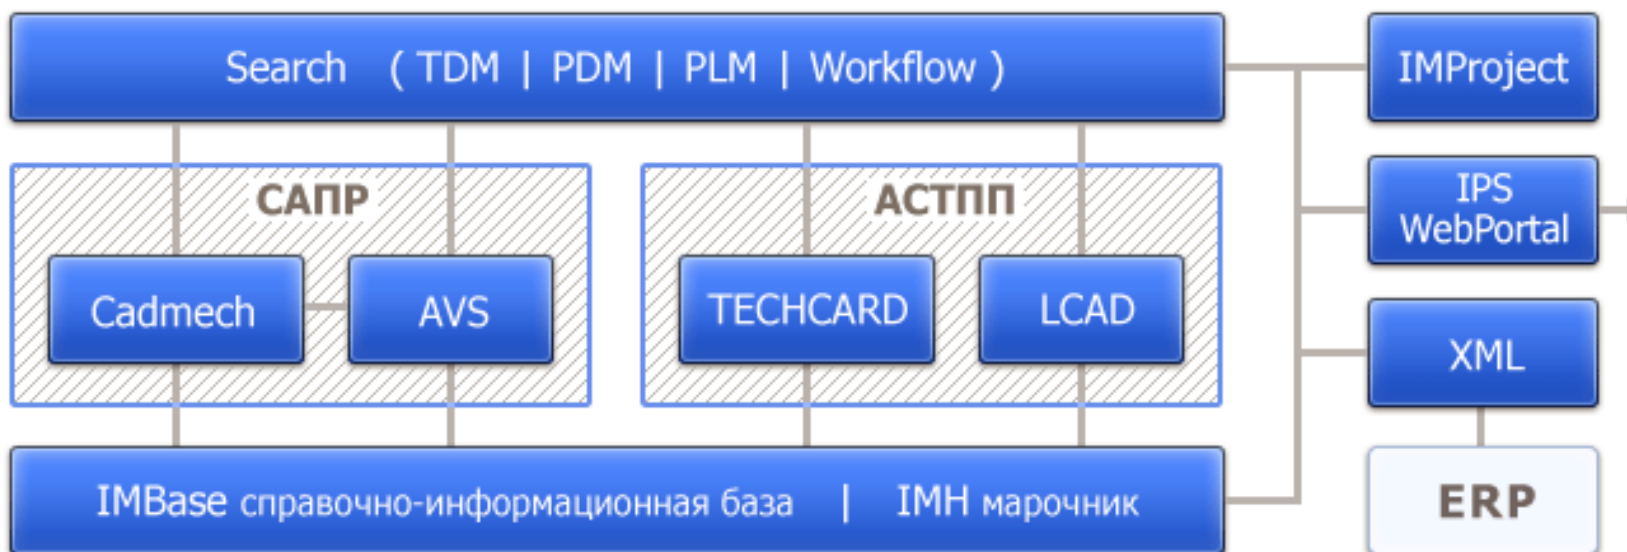 Search ( TDM | PDM | PLM | Workflow )
IMProject
САПР
АСТПП
IPS
WebPortal
Cadmech
AVS
TECHCARD
LCAD
XML
IMBase справочно-информационная база | IMH марочник
ERP